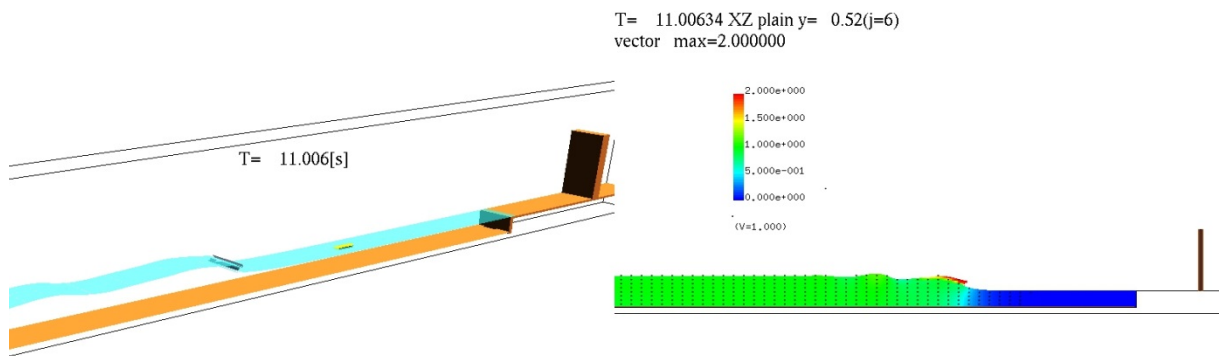 T= 11.006[s]
T= 11.00634 XZ plain y= 0.52(j=6)
vector max=2.000000
2.000e+000
1.500e+000
1.000e+000
5.000e-001
0.000e+000
(V=1.000)